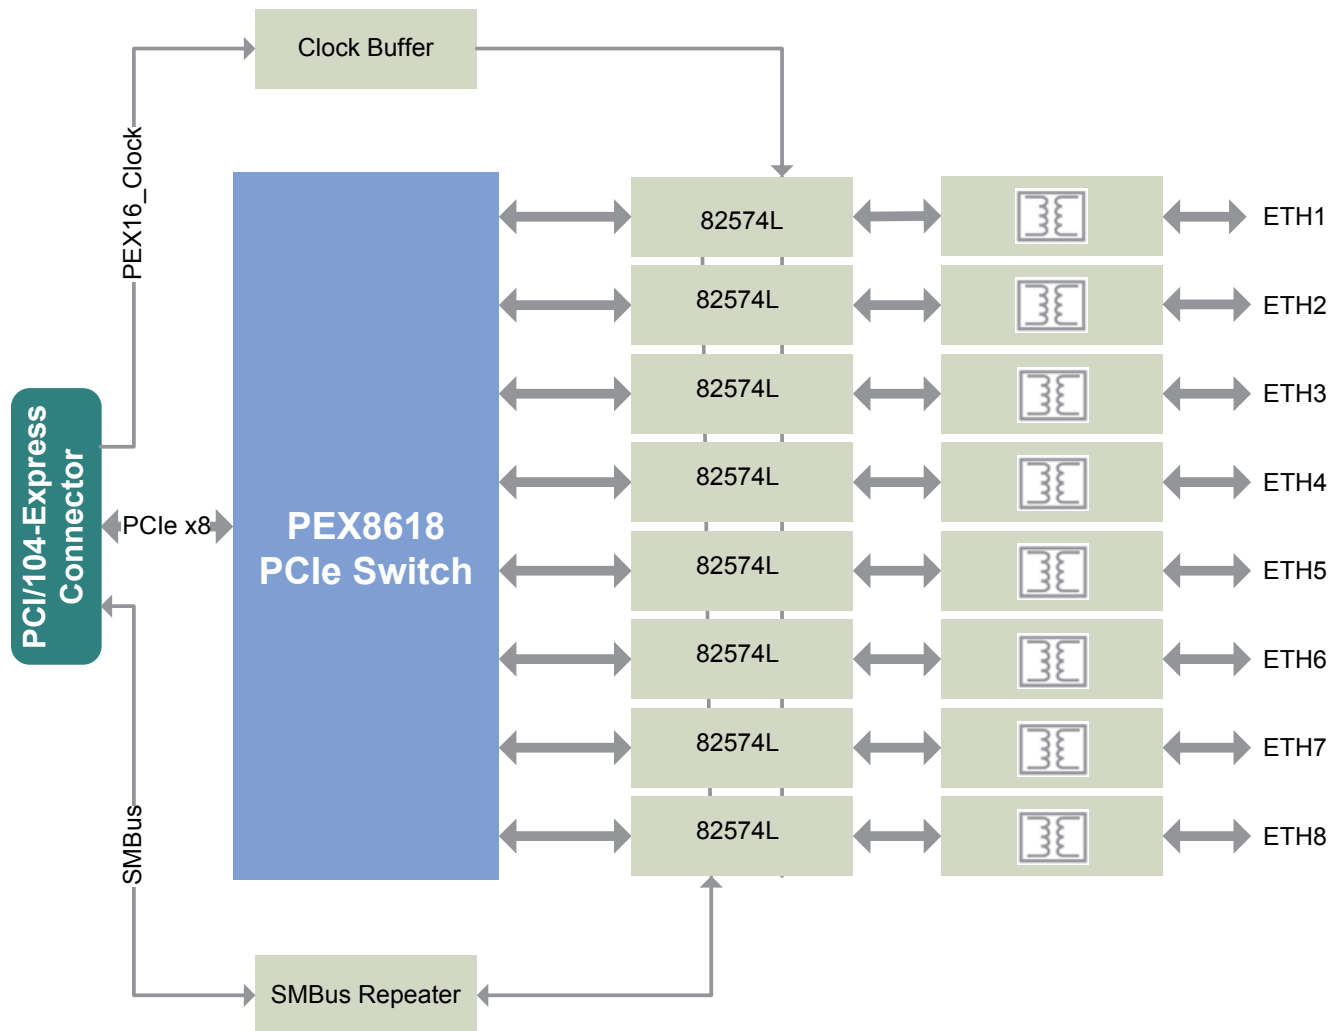 Clock Buffer
PEX16_Clock
PCI/104-Express
Connector
PCIe x8
SMBus
PEX8618
PCIe Switch
82574L
ETH1
82574L
ETH2
82574L
ETH3
82574L
ETH4
82574L
ETH5
82574L
ETH6
82574L
ETH7
82574L
ETH8
SMBus Repeater